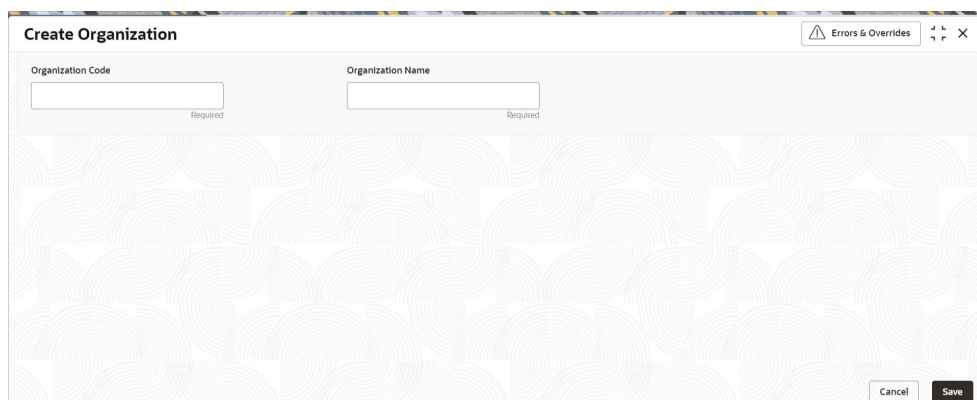 Create Organization
Errors & Overrides
Organization Code
Organization Name
Required
Required
Cancel
Save